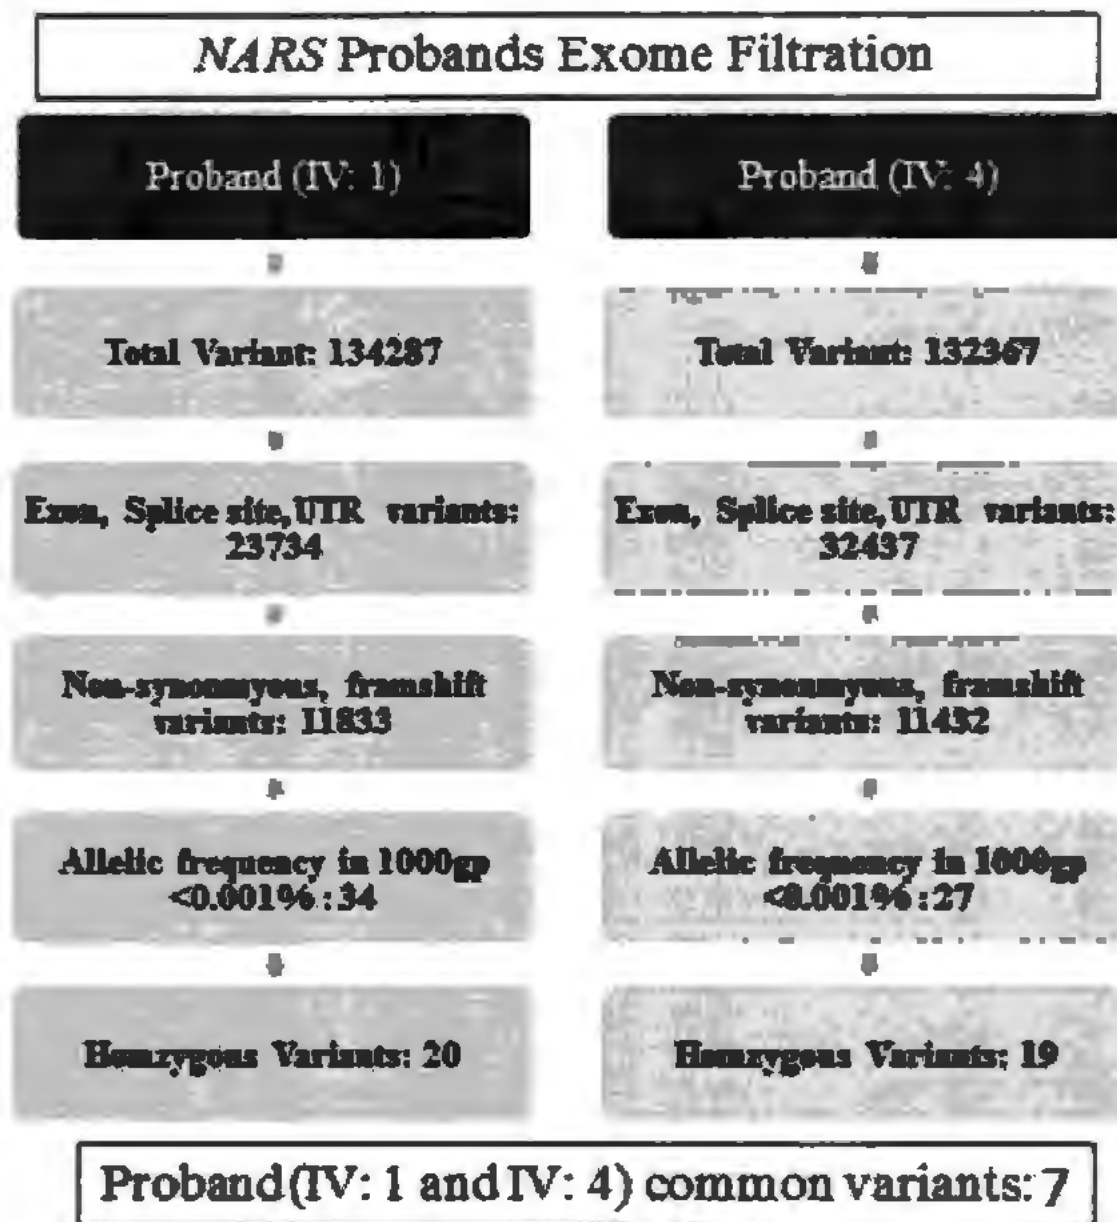 NARS Probands Exome Filtration
Proband (IV: 1)
Total Variant: 134287
Exon, Splice site, UTR variants:
23734
Non-synonmyous, framshift
variants: 11833
Allelic frequency in 1000gp
<0.001% : 34
Homzygous Variants: 20
Proband (IV: 4)
Total Variant: 132367
Exon, Splice site, UTR variants:
32437
Non-synonmyous, framshift
variants: 11432
Allelic frequency in 1000gp
<0.001% : 27
Homzygous Variants: 19
Proband (IV: 1 and IV: 4) common variants: 7